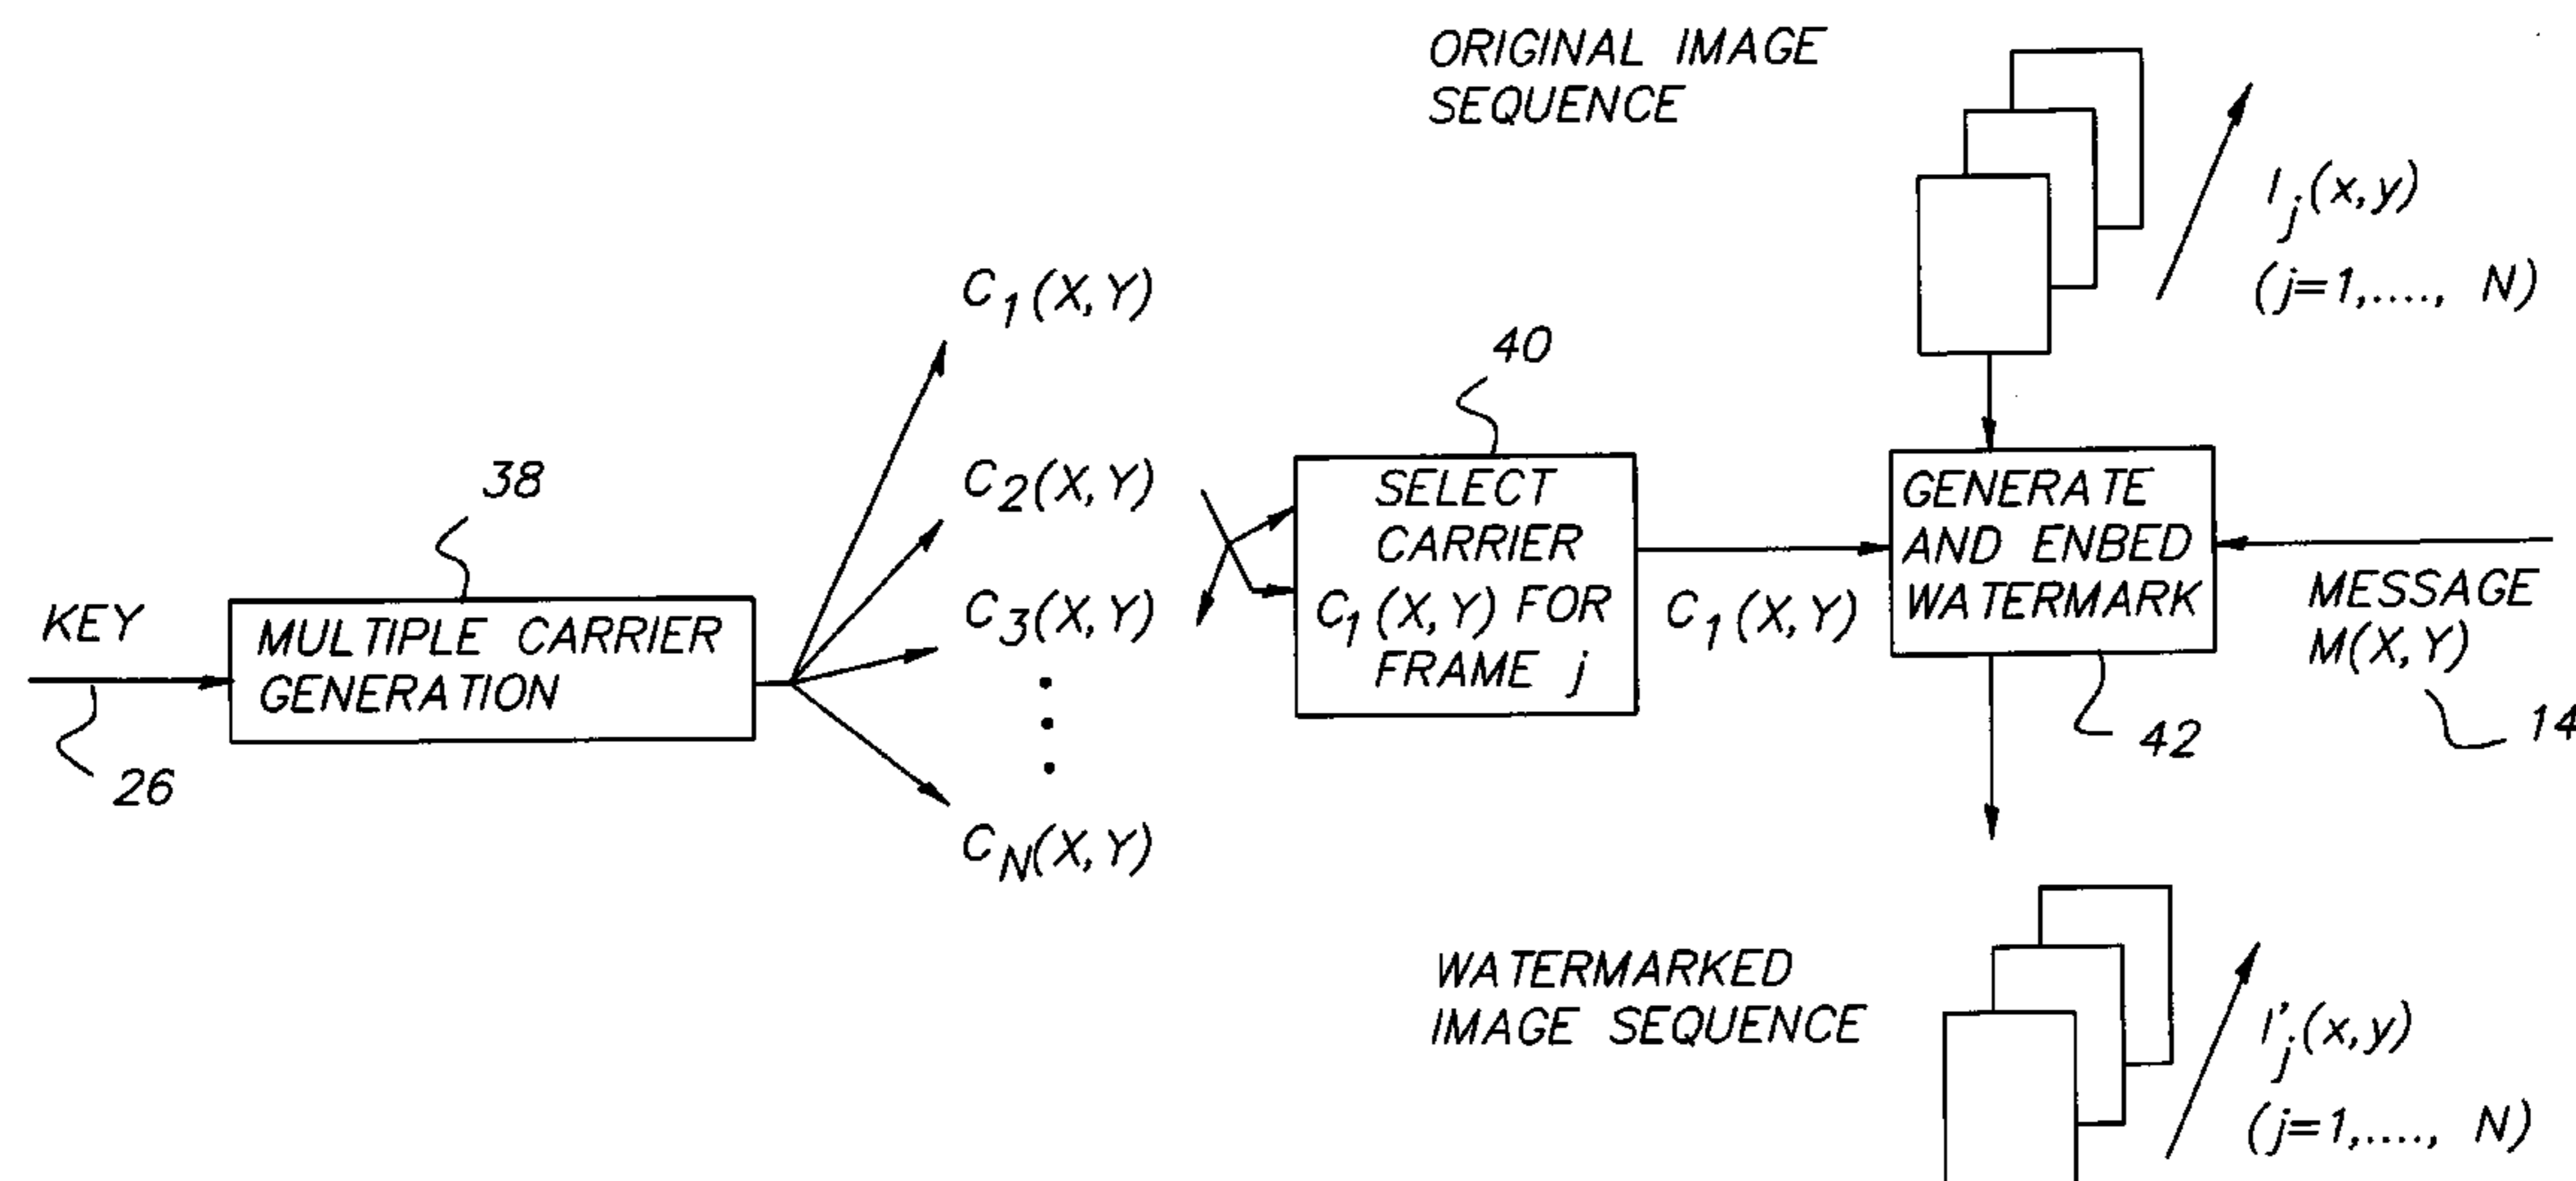 ORIGINAL IMAGE
SEQUENCE
I_j(x,y)
(j=1,...., N)
C_1(X,Y)
C_2(X,Y)
C_3(X,Y)
C_N(X,Y)
38
KEY
26
MULTIPLE CARRIER
GENERATION
40
SELECT
CARRIER
C_1(X,Y) FOR
FRAME j
C_1(X,Y)
GENERATE
AND ENBED
WATERMARK
42
MESSAGE
M(X,Y)
14
WATERMARKED
IMAGE SEQUENCE
I'_j(x,y)
(j=1,...., N)